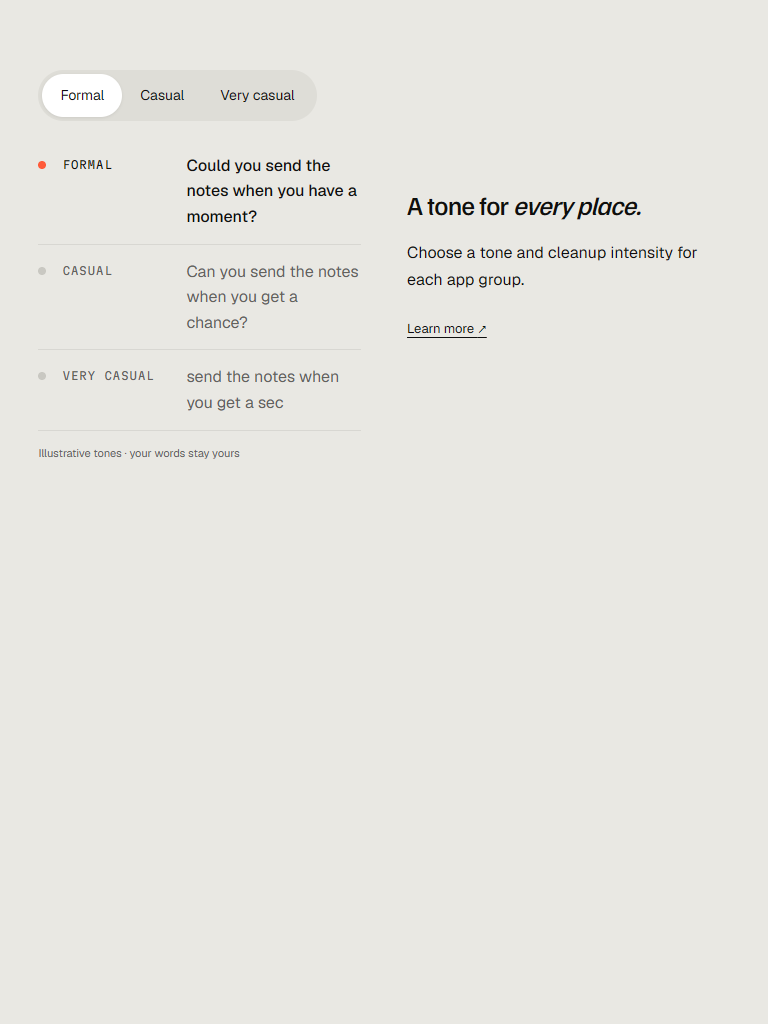 Formal
Casual
Very casual
FORMAL
Could you send the
notes when you have a
moment?
CASUAL
Can you send the notes
when you get a
chance?
VERY CASUAL
send the notes when
you get a sec
Illustrative tones · your words stay yours
A tone for every place.
Choose a tone and cleanup intensity for
each app group.
Learn more ↗